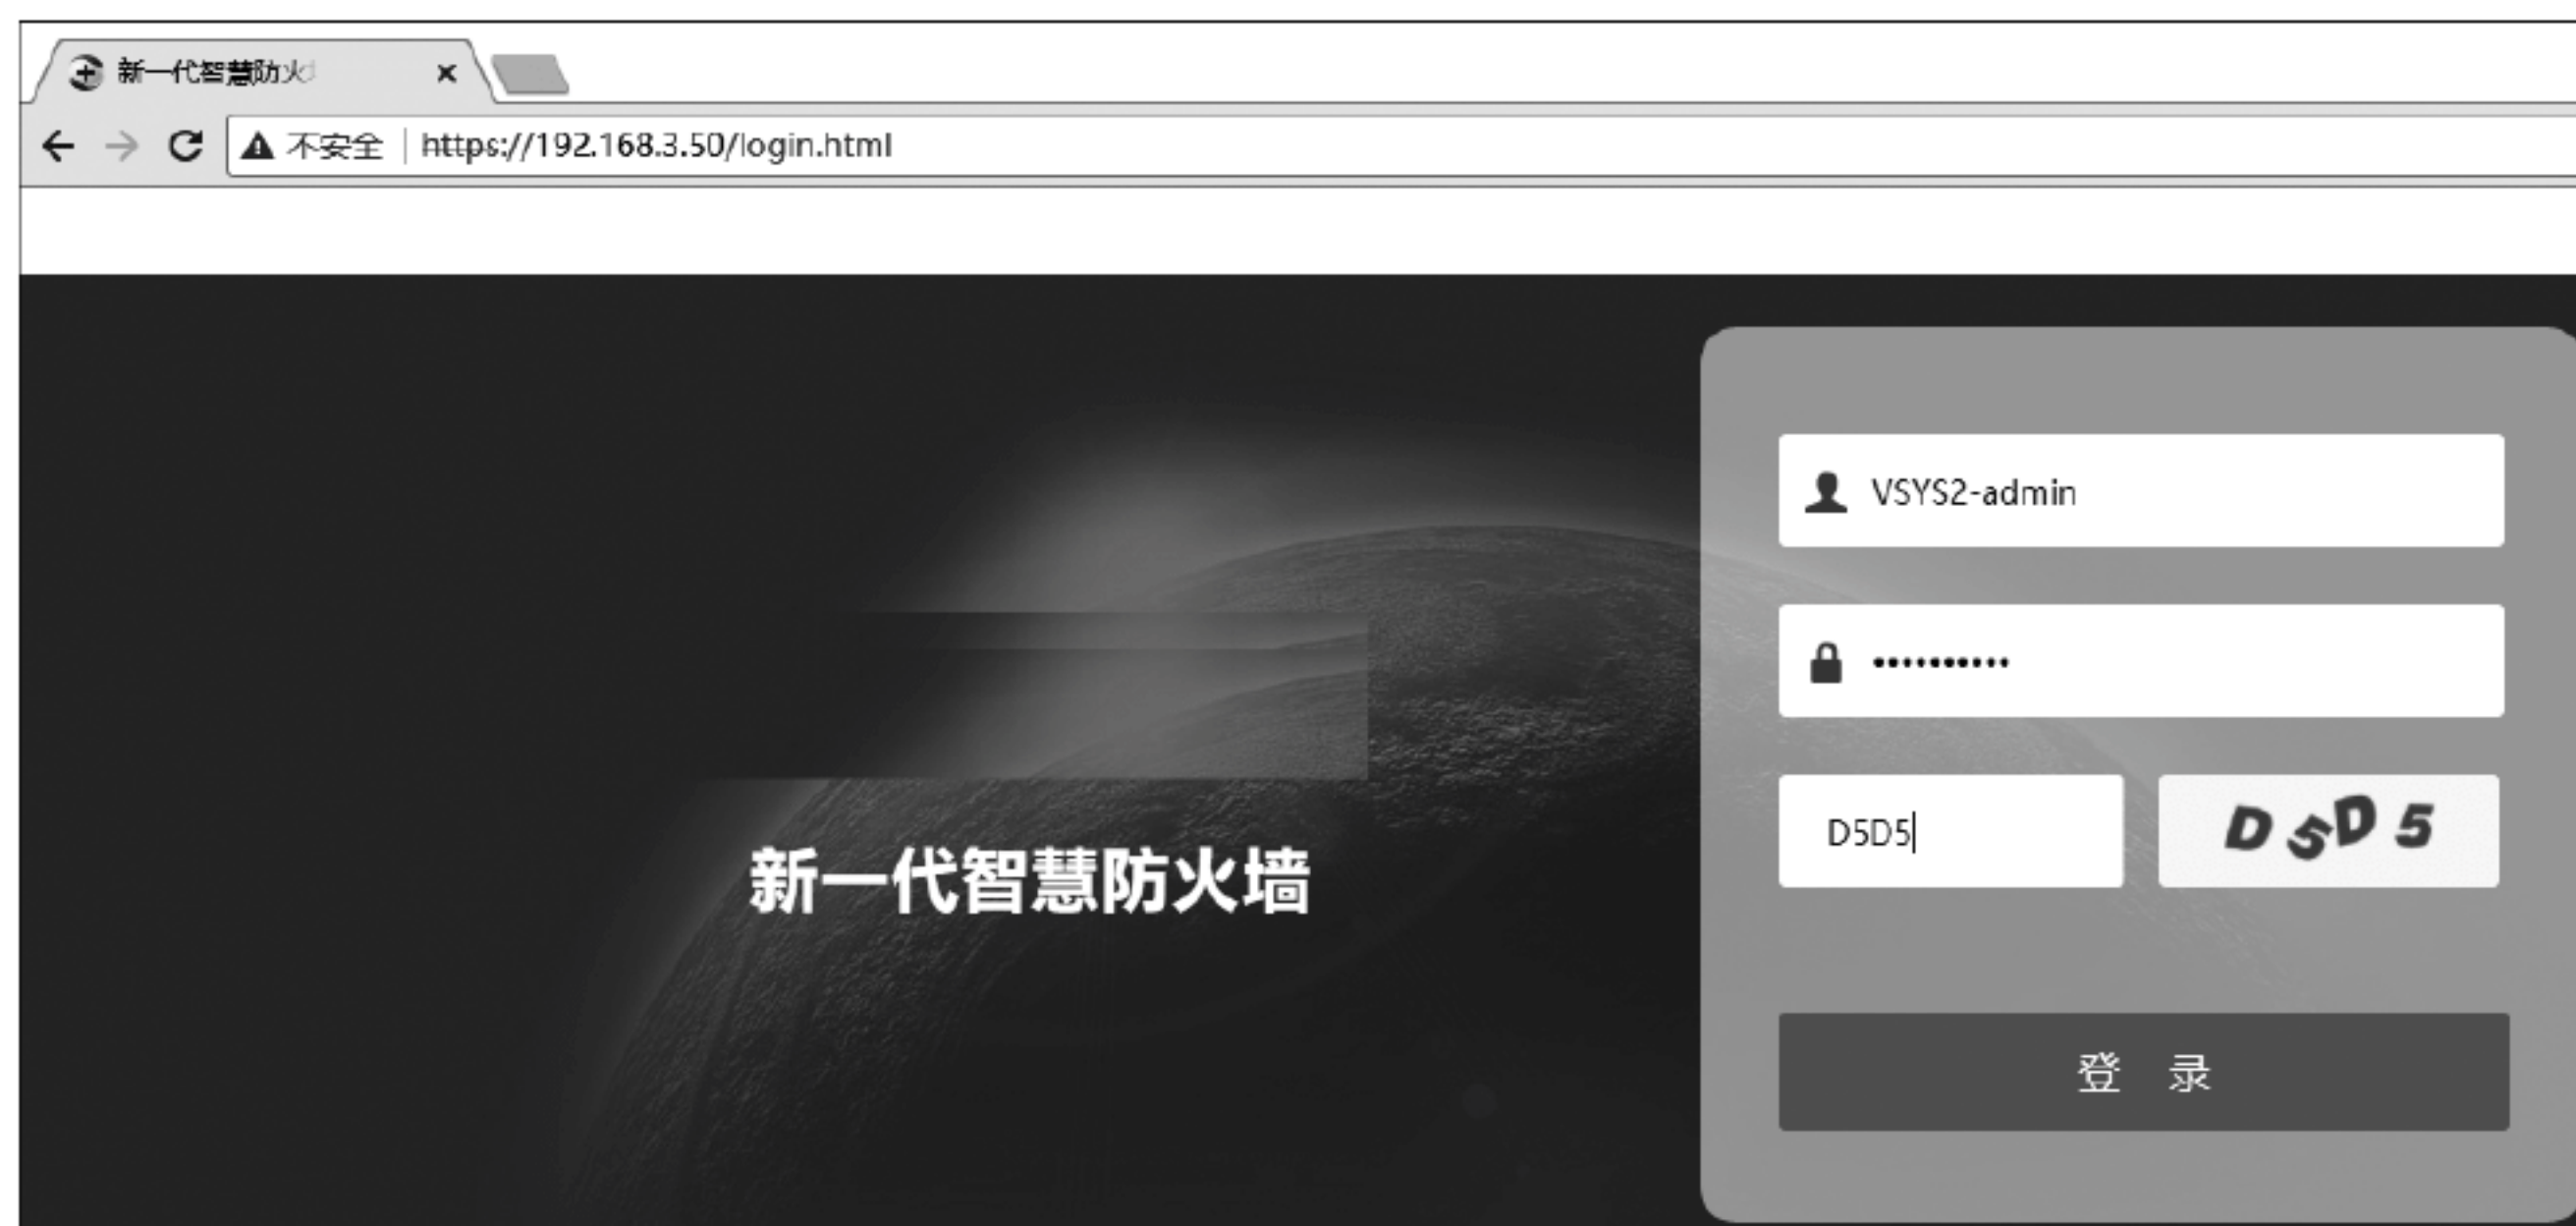 新一代智慧防火
不安全 https://192.168.3.50/login.html
VSYS2-admin
••••••••••
D5D5 D5D5
新一代智慧防火墙
登 录